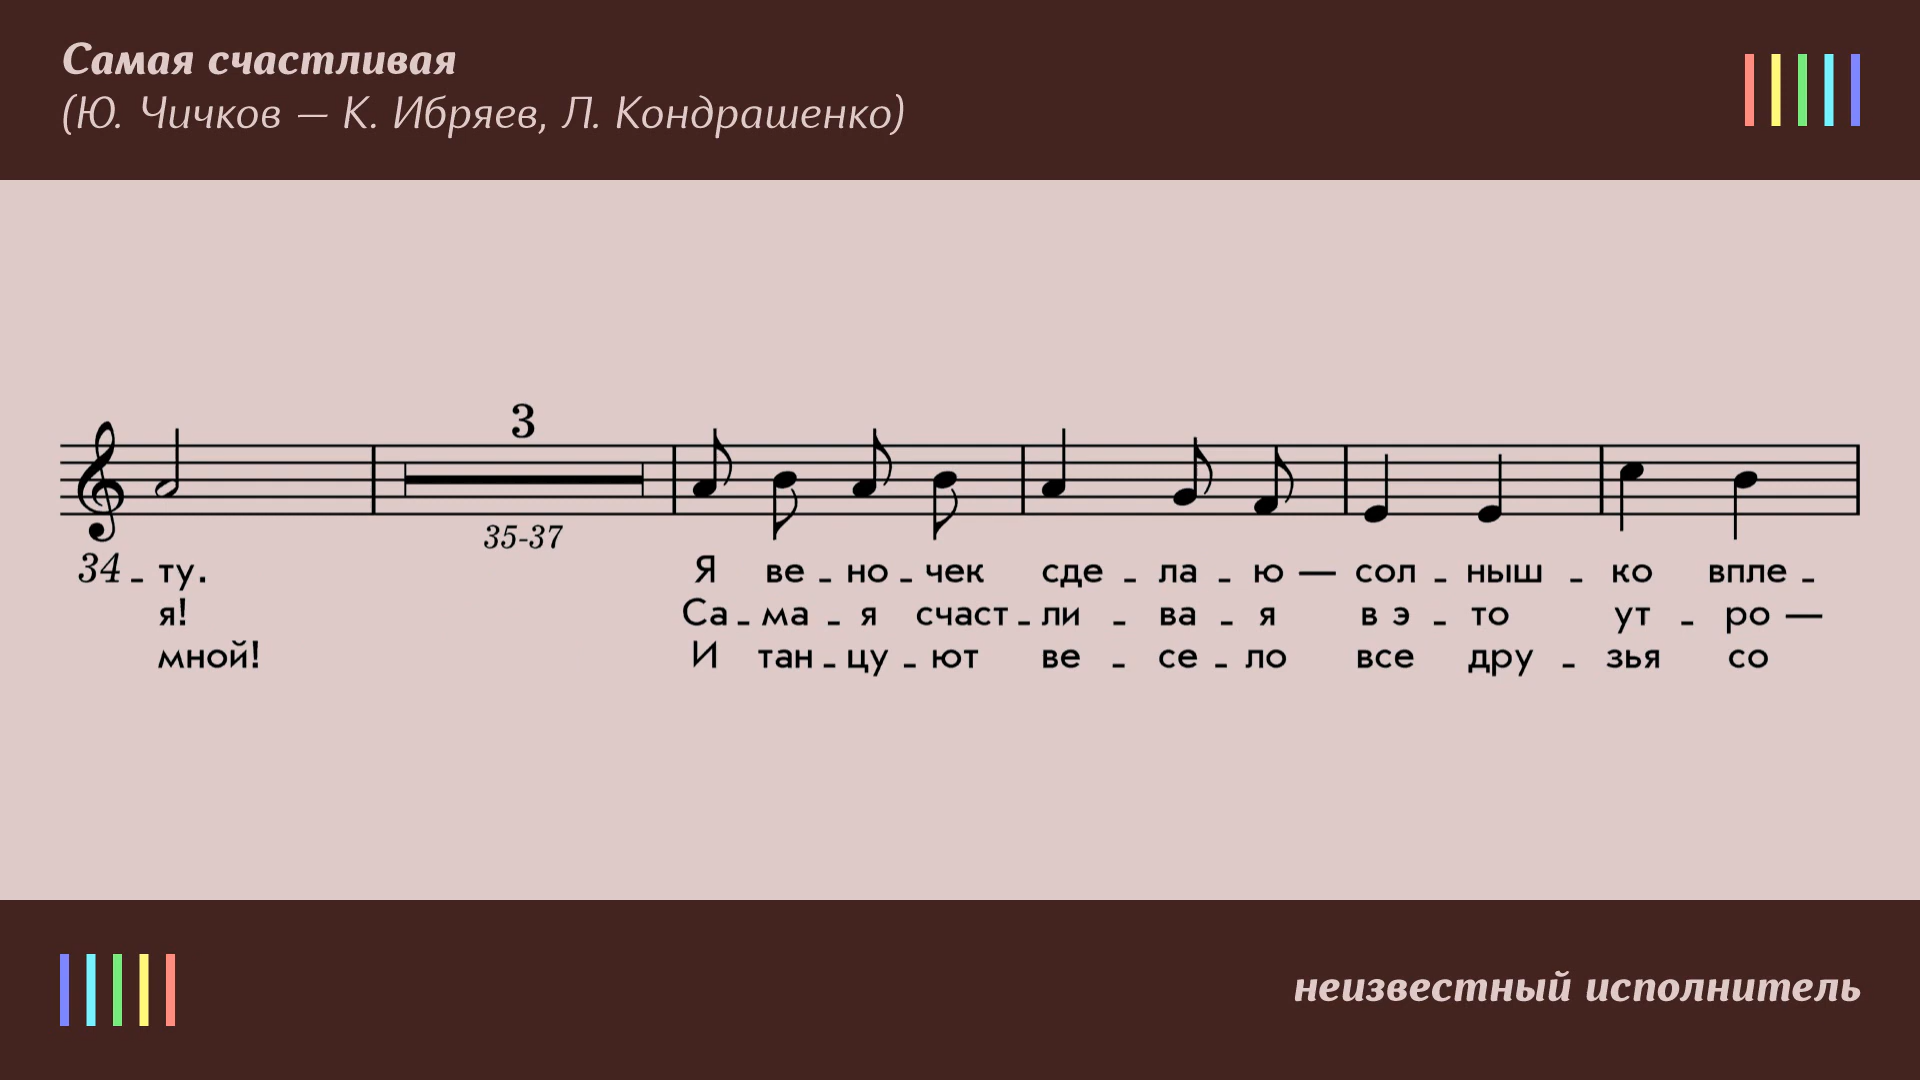 Самая счастливая
(Ю. Чичков — К. Ибряев, Л. Кондрашенко)
3
35-37
34 - ту. Я ве - но - чек сде - ла - ю — сол - ныш - ко впле -
я! Са - ма - я счаст - ли - ва - я в э - то ут - ро —
мной! И тан - цу - ют ве - се - ло все дру - зья со
неизвестный исполнитель